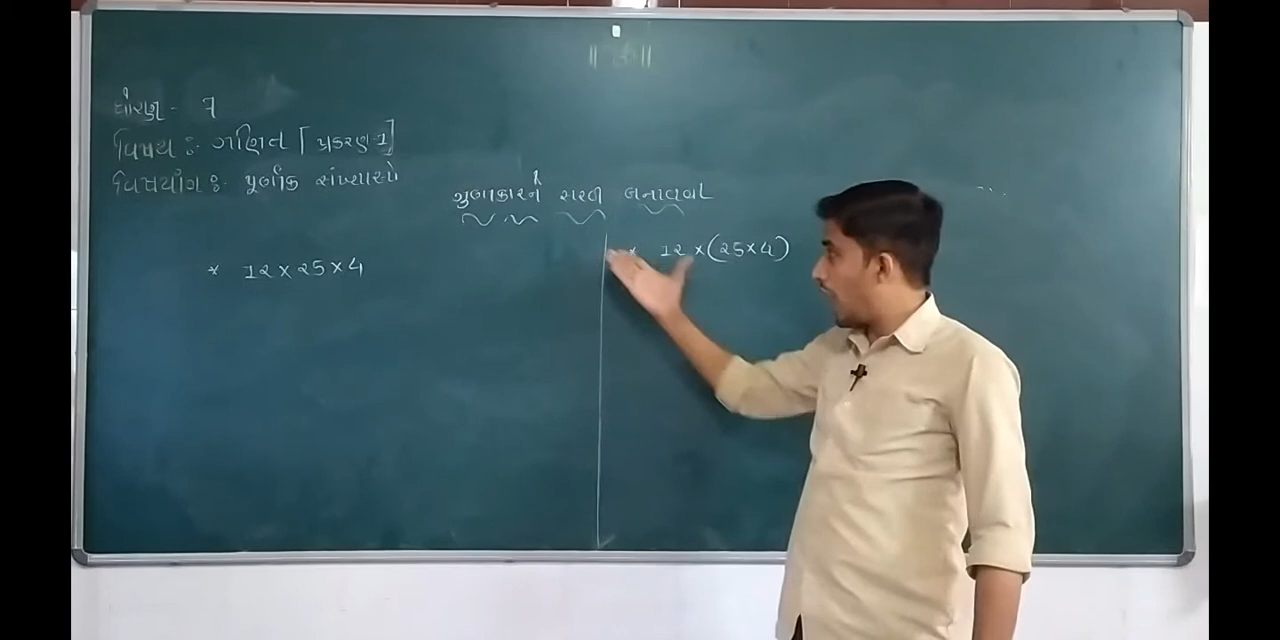 ધોરણ - 7
વિષય :- ગણિત [પ્રકરણ-1]
વિષયાંગ :- પૂર્ણાંક સંખ્યાઓ
ગુણાકારને સરળ બનાવવા
* 12 × 25 × 4
* 12 × (25 × 4)